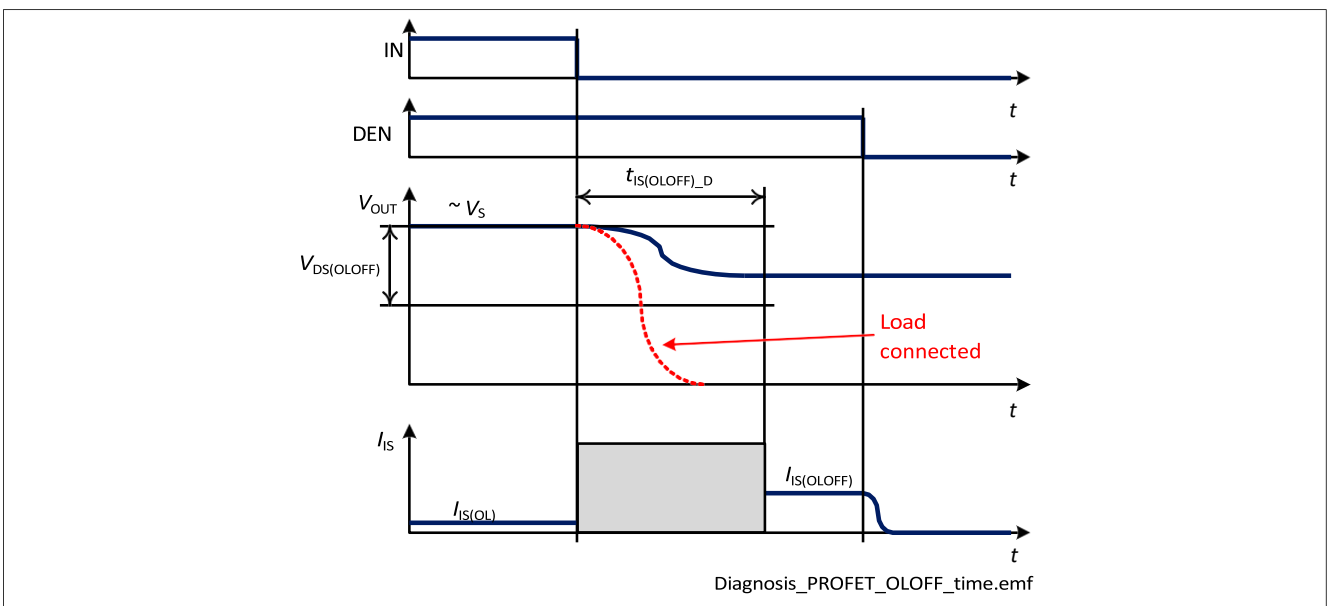 IN
t
DEN
t
tIS(OLOFF)_D
VOUT
~ VS
VDS(OLOFF)
Load
connected
t
IIS
IIS(OLOFF)
IIS(OL)
t
Diagnosis_PROFET_OLOFF_time.emf